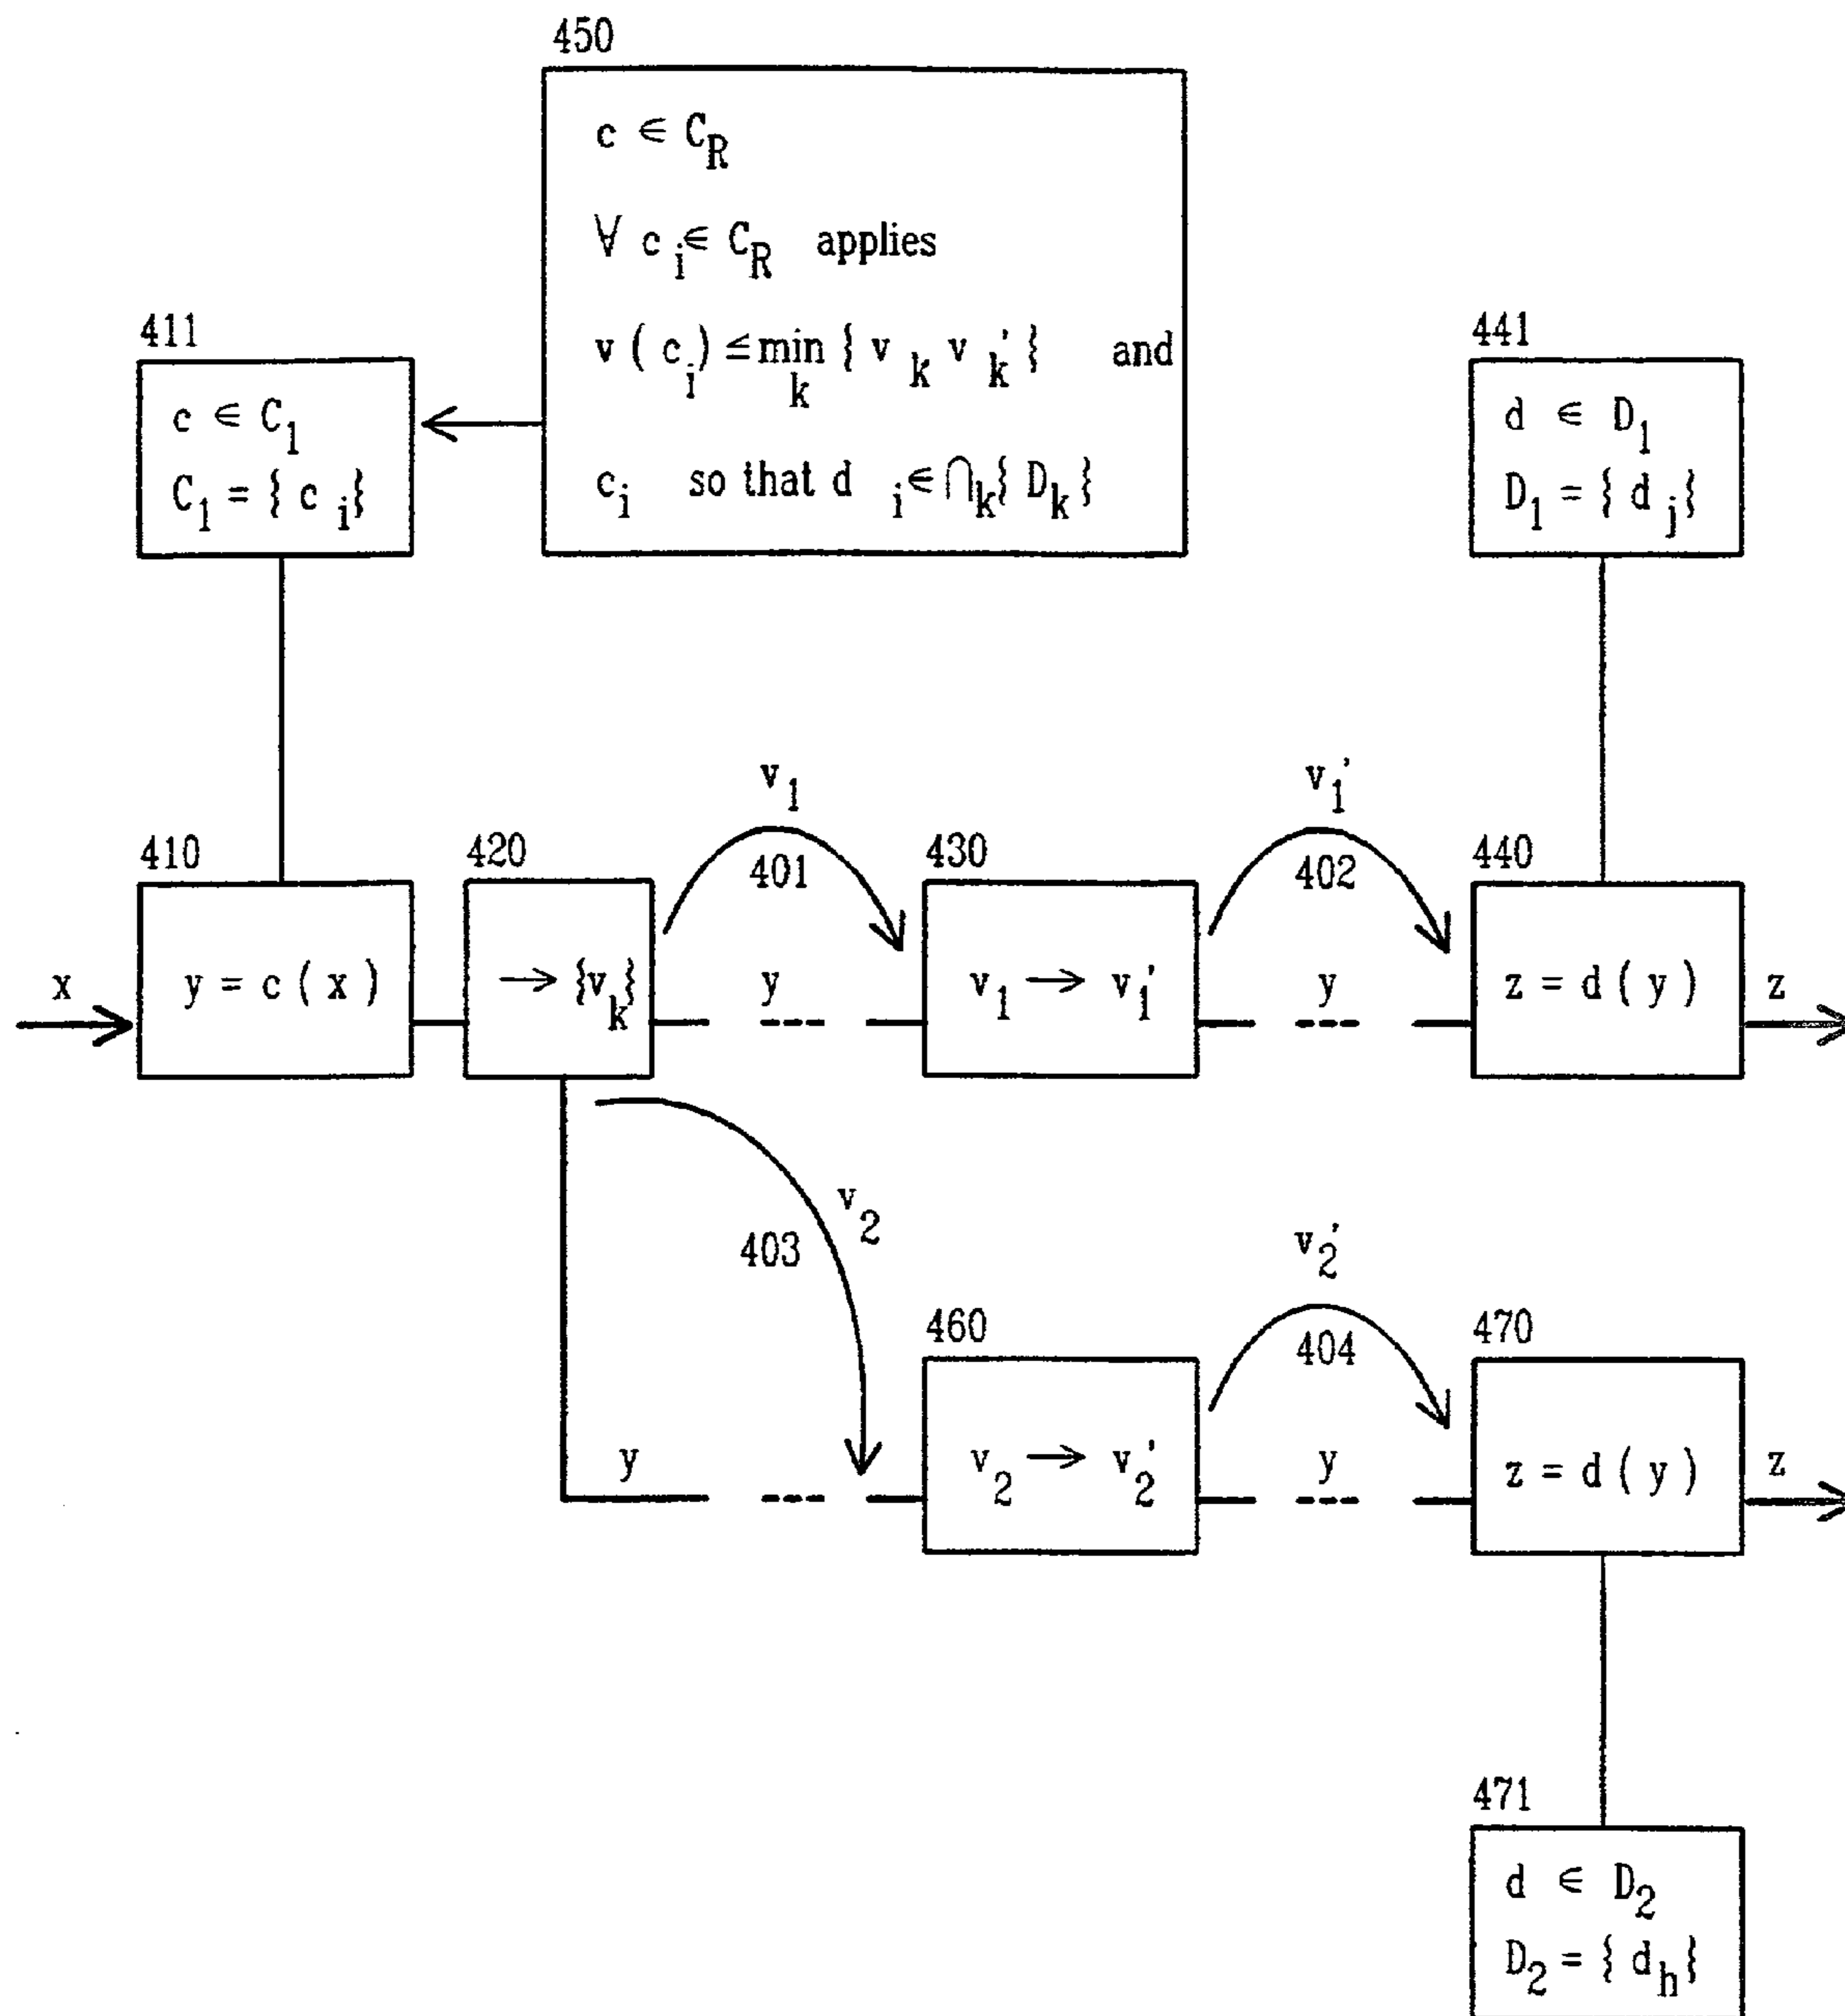 450
c ∈ C_R
∀ c_i ∈ C_R applies
v ( c_i ) ≤ min_k { v_k v_k' } and
c_i so that d_i ∈ ∩_k { D_k }
411
c ∈ C_1
C_1 = { c_i }
441
d ∈ D_1
D_1 = { d_j }
v_1
v_1'
410
420
401
430
402
440
x
y = c ( x )
→ {v_k}
y
v_1 → v_1'
y
z = d ( y )
z
v_2
403
v_2'
460
404
470
y
v_2 → v_2'
y
z = d ( y )
z
471
d ∈ D_2
D_2 = { d_h }